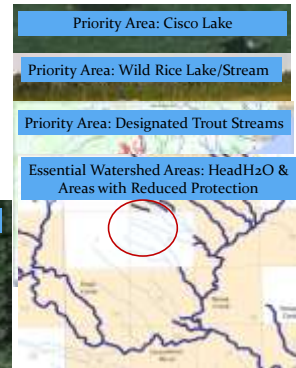 Priority Area: Cisco Lake
Priority Area: Wild Rice Lake/Stream
Priority Area: Designated Trout Streams
Essential Watershed Areas: HeadH2O &
Areas with Reduced Protection